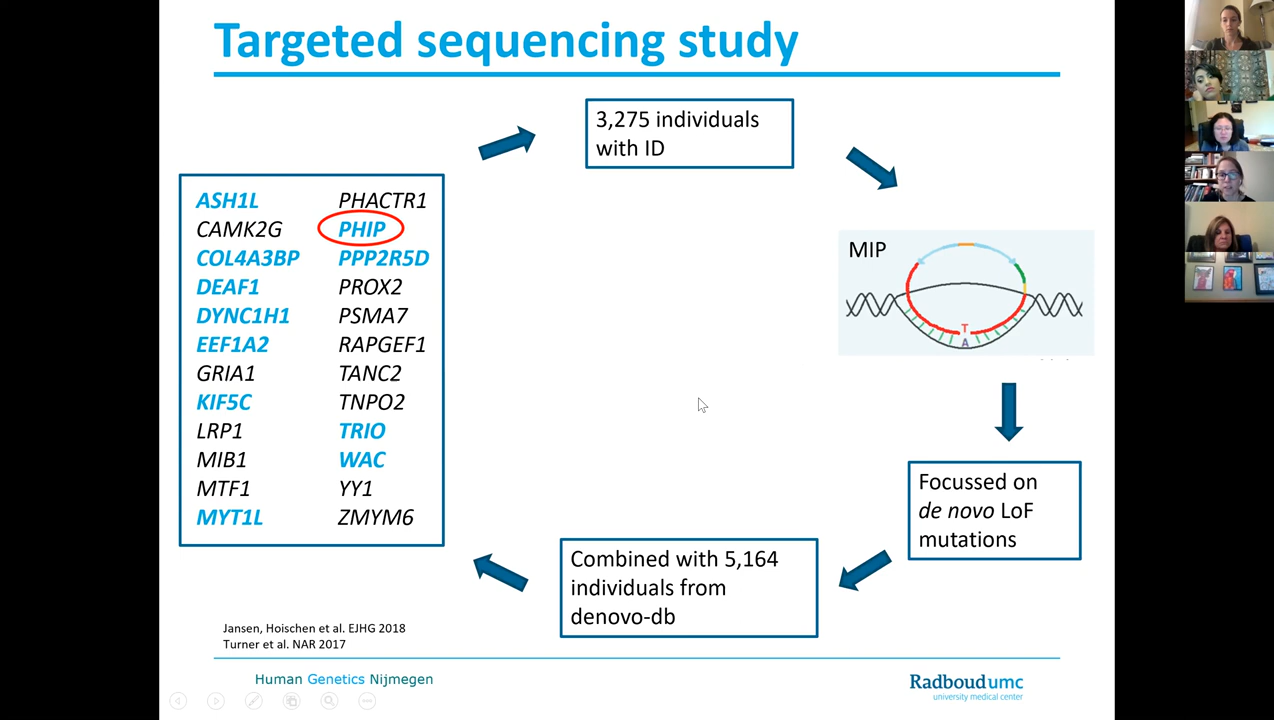 Targeted sequencing study
3,275 individuals
with ID
ASH1L
CAMK2G
COL4A3BP
DEAF1
DYNC1H1
EEF1A2
GRIA1
KIF5C
LRP1
MIB1
MTF1
MYT1L
PHACTR1
PHIP
PPP2R5D
PROX2
PSMA7
RAPGEF1
TANC2
TNPO2
TRIO
WAC
YY1
ZMYM6
MIP
T
A
Focussed on
de novo LoF
mutations
Combined with 5,164
individuals from
denovo-db
Jansen, Hoischen et al. EJHG 2018
Turner et al. NAR 2017
Human Genetics Nijmegen
Radboudumc
university medical center